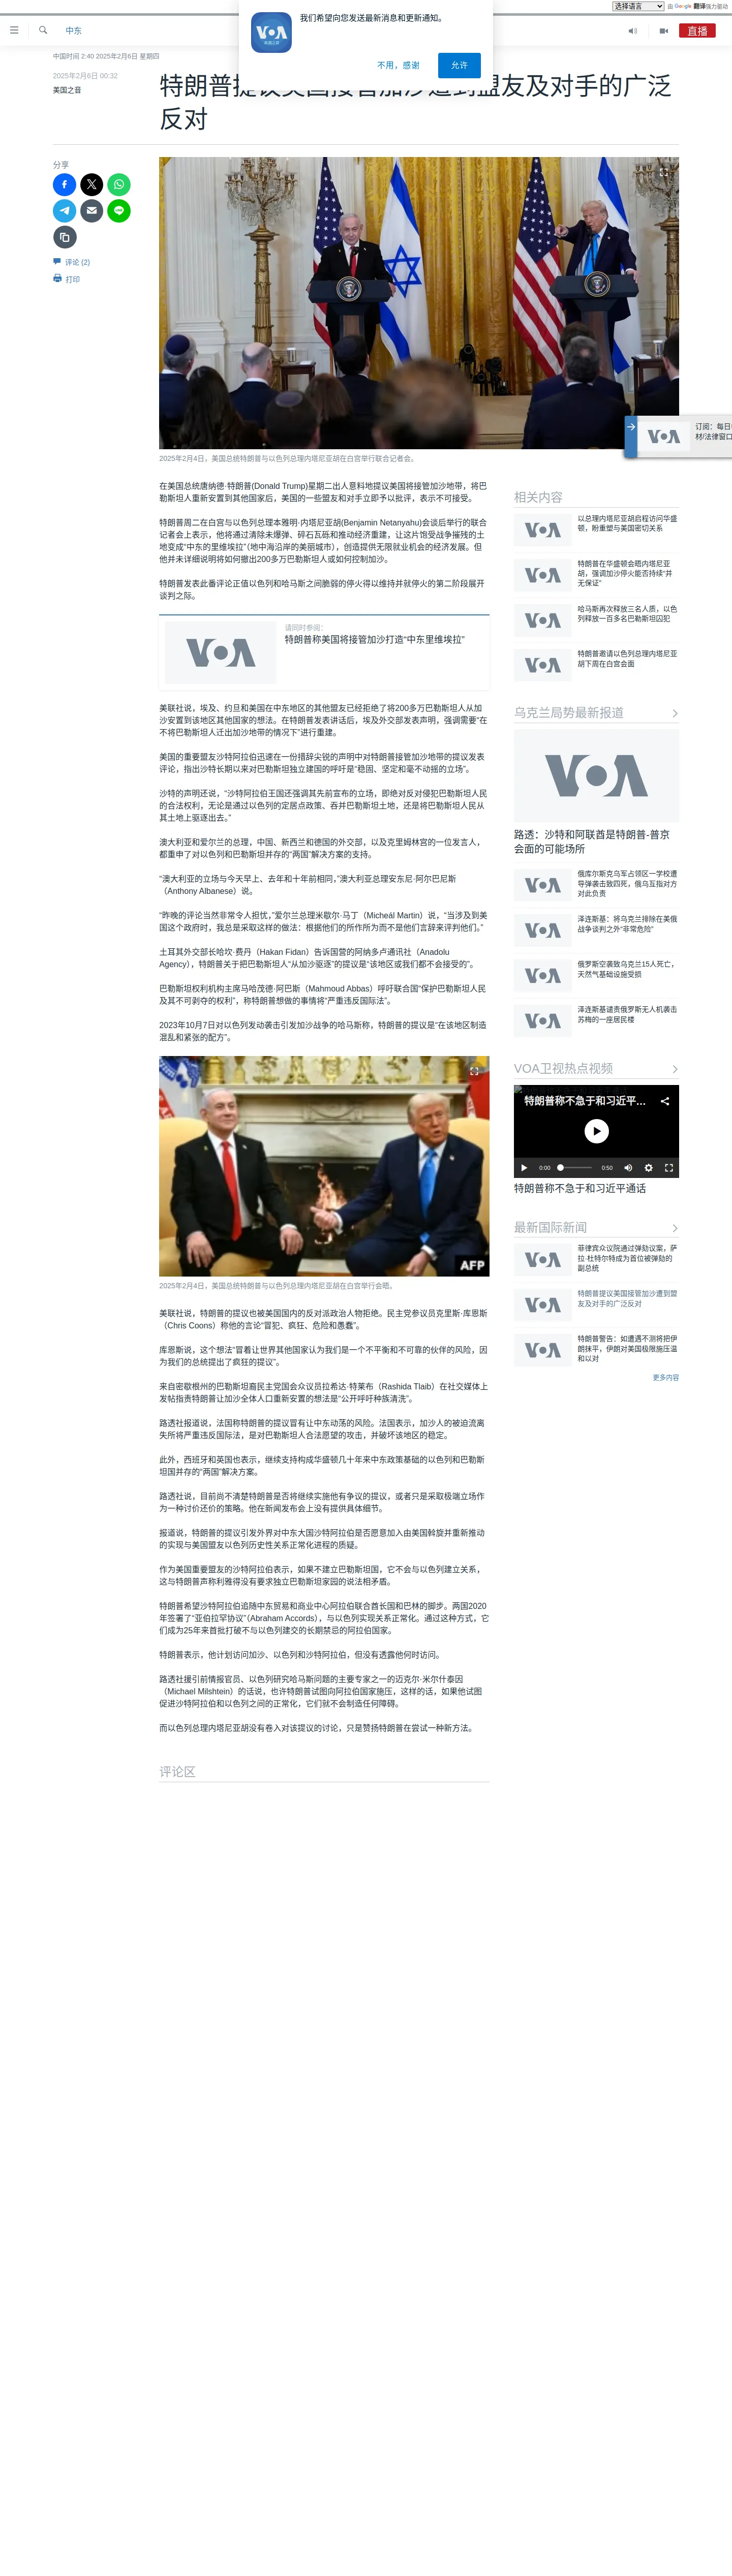 选择语言
由 Google 翻译强力驱动
我们希望向您发送最新消息和更新通知。
VOA
美国之音
不用，感谢
允许
中东
直播
中国时间 2:40 2025年2月6日 星期四
2025年2月6日 00:32
美国之音
特朗普提议美国接管加沙遭到盟友及对手的广泛
反对
分享
评论 (2)
打印
2025年2月4日，美国总统特朗普与以色列总理内塔尼亚胡在白宫举行联合记者会。
订阅：每日
材/法律窗口
VOA
在美国总统唐纳德·特朗普(Donald Trump)星期二出人意料地提议美国将接管加沙地带，将巴
勒斯坦人重新安置到其他国家后，美国的一些盟友和对手立即予以批评，表示不可接受。
特朗普周二在白宫与以色列总理本雅明·内塔尼亚胡(Benjamin Netanyahu)会谈后举行的联合
记者会上表示，他将通过清除未爆弹、碎石瓦砾和推动经济重建，让这片饱受战争摧残的土
地变成“中东的里维埃拉”（地中海沿岸的美丽城市），创造提供无限就业机会的经济发展。但
他并未详细说明将如何撤出200多万巴勒斯坦人或如何控制加沙。
特朗普发表此番评论正值以色列和哈马斯之间脆弱的停火得以维持并就停火的第二阶段展开
谈判之际。
VOA
请同时参阅:
特朗普称美国将接管加沙打造“中东里维埃拉”
美联社说，埃及、约旦和美国在中东地区的其他盟友已经拒绝了将200多万巴勒斯坦人从加
沙安置到该地区其他国家的想法。在特朗普发表讲话后，埃及外交部发表声明，强调需要“在
不将巴勒斯坦人迁出加沙地带的情况下”进行重建。
美国的重要盟友沙特阿拉伯迅速在一份措辞尖锐的声明中对特朗普接管加沙地带的提议发表
评论，指出沙特长期以来对巴勒斯坦独立建国的呼吁是“稳固、坚定和毫不动摇的立场”。
沙特的声明还说，“沙特阿拉伯王国还强调其先前宣布的立场，即绝对反对侵犯巴勒斯坦人民
的合法权利，无论是通过以色列的定居点政策、吞并巴勒斯坦土地，还是将巴勒斯坦人民从
其土地上驱逐出去。”
澳大利亚和爱尔兰的总理，中国、新西兰和德国的外交部，以及克里姆林宫的一位发言人，
都重申了对以色列和巴勒斯坦并存的“两国”解决方案的支持。
“澳大利亚的立场与今天早上、去年和十年前相同，”澳大利亚总理安东尼·阿尔巴尼斯
（Anthony Albanese）说。
“昨晚的评论当然非常令人担忧，”爱尔兰总理米歇尔·马丁（Micheál Martin）说，“当涉及到美
国这个政府时，我总是采取这样的做法：根据他们的所作所为而不是他们言辞来评判他们。”
土耳其外交部长哈坎·费丹（Hakan Fidan）告诉国营的阿纳多卢通讯社（Anadolu
Agency），特朗普关于把巴勒斯坦人“从加沙驱逐”的提议是“该地区或我们都不会接受的”。
巴勒斯坦权利机构主席马哈茂德·阿巴斯（Mahmoud Abbas）呼吁联合国“保护巴勒斯坦人民
及其不可剥夺的权利”，称特朗普想做的事情将“严重违反国际法”。
2023年10月7日对以色列发动袭击引发加沙战争的哈马斯称，特朗普的提议是“在该地区制造
混乱和紧张的配方”。
AFP
2025年2月4日，美国总统特朗普与以色列总理内塔尼亚胡在白宫举行会晤。
美联社说，特朗普的提议也被美国国内的反对派政治人物拒绝。民主党参议员克里斯·库恩斯
（Chris Coons）称他的言论“冒犯、疯狂、危险和愚蠢”。
库恩斯说，这个想法“冒着让世界其他国家认为我们是一个不平衡和不可靠的伙伴的风险，因
为我们的总统提出了疯狂的提议”。
来自密歇根州的巴勒斯坦裔民主党国会众议员拉希达·特莱布（Rashida Tlaib）在社交媒体上
发帖指责特朗普让加沙全体人口重新安置的想法是“公开呼吁种族清洗”。
路透社报道说，法国称特朗普的提议冒有让中东动荡的风险。法国表示，加沙人的被迫流离
失所将严重违反国际法，是对巴勒斯坦人合法愿望的攻击，并破坏该地区的稳定。
此外，西班牙和英国也表示，继续支持构成华盛顿几十年来中东政策基础的以色列和巴勒斯
坦国并存的“两国”解决方案。
路透社说，目前尚不清楚特朗普是否将继续实施他有争议的提议，或者只是采取极端立场作
为一种讨价还价的策略。他在新闻发布会上没有提供具体细节。
报道说，特朗普的提议引发外界对中东大国沙特阿拉伯是否愿意加入由美国斡旋并重新推动
的实现与美国盟友以色列历史性关系正常化进程的质疑。
作为美国重要盟友的沙特阿拉伯表示，如果不建立巴勒斯坦国，它不会与以色列建立关系，
这与特朗普声称利雅得没有要求独立巴勒斯坦家园的说法相矛盾。
特朗普希望沙特阿拉伯追随中东贸易和商业中心阿拉伯联合酋长国和巴林的脚步。两国2020
年签署了“亚伯拉罕协议”（Abraham Accords），与以色列实现关系正常化。通过这种方式，它
们成为25年来首批打破不与以色列建交的长期禁忌的阿拉伯国家。
特朗普表示，他计划访问加沙、以色列和沙特阿拉伯，但没有透露他何时访问。
路透社援引前情报官员、以色列研究哈马斯问题的主要专家之一的迈克尔·米尔什泰因
（Michael Milshtein）的话说，也许特朗普试图向阿拉伯国家施压，这样的话，如果他试图
促进沙特阿拉伯和以色列之间的正常化，它们就不会制造任何障碍。
而以色列总理内塔尼亚胡没有卷入对该提议的讨论，只是赞扬特朗普在尝试一种新方法。
评论区
相关内容
VOA
以总理内塔尼亚胡启程访问华盛
顿，盼重塑与美国密切关系
VOA
特朗普在华盛顿会晤内塔尼亚
胡，强调加沙停火能否持续“并
无保证”
VOA
哈马斯再次释放三名人质，以色
列释放一百多名巴勒斯坦囚犯
VOA
特朗普邀请以色列总理内塔尼亚
胡下周在白宫会面
乌克兰局势最新报道
VOA
路透：沙特和阿联酋是特朗普-普京
会面的可能场所
VOA
俄库尔斯克乌军占领区一学校遭
导弹袭击致四死，俄乌互指对方
对此负责
VOA
泽连斯基：将乌克兰排除在美俄
战争谈判之外“非常危险”
VOA
俄罗斯空袭致乌克兰15人死亡，
天然气基础设施受损
VOA
泽连斯基谴责俄罗斯无人机袭击
苏梅的一座居民楼
VOA卫视热点视频
特朗普称不急于和习近平…
0:00
0:50
特朗普称不急于和习近平通话
最新国际新闻
VOA
菲律宾众议院通过弹劾议案，萨
拉·杜特尔特成为首位被弹劾的
副总统
VOA
特朗普提议美国接管加沙遭到盟
友及对手的广泛反对
VOA
特朗普警告：如遭遇不测将把伊
朗抹平，伊朗对美国极限施压温
和以对
更多内容